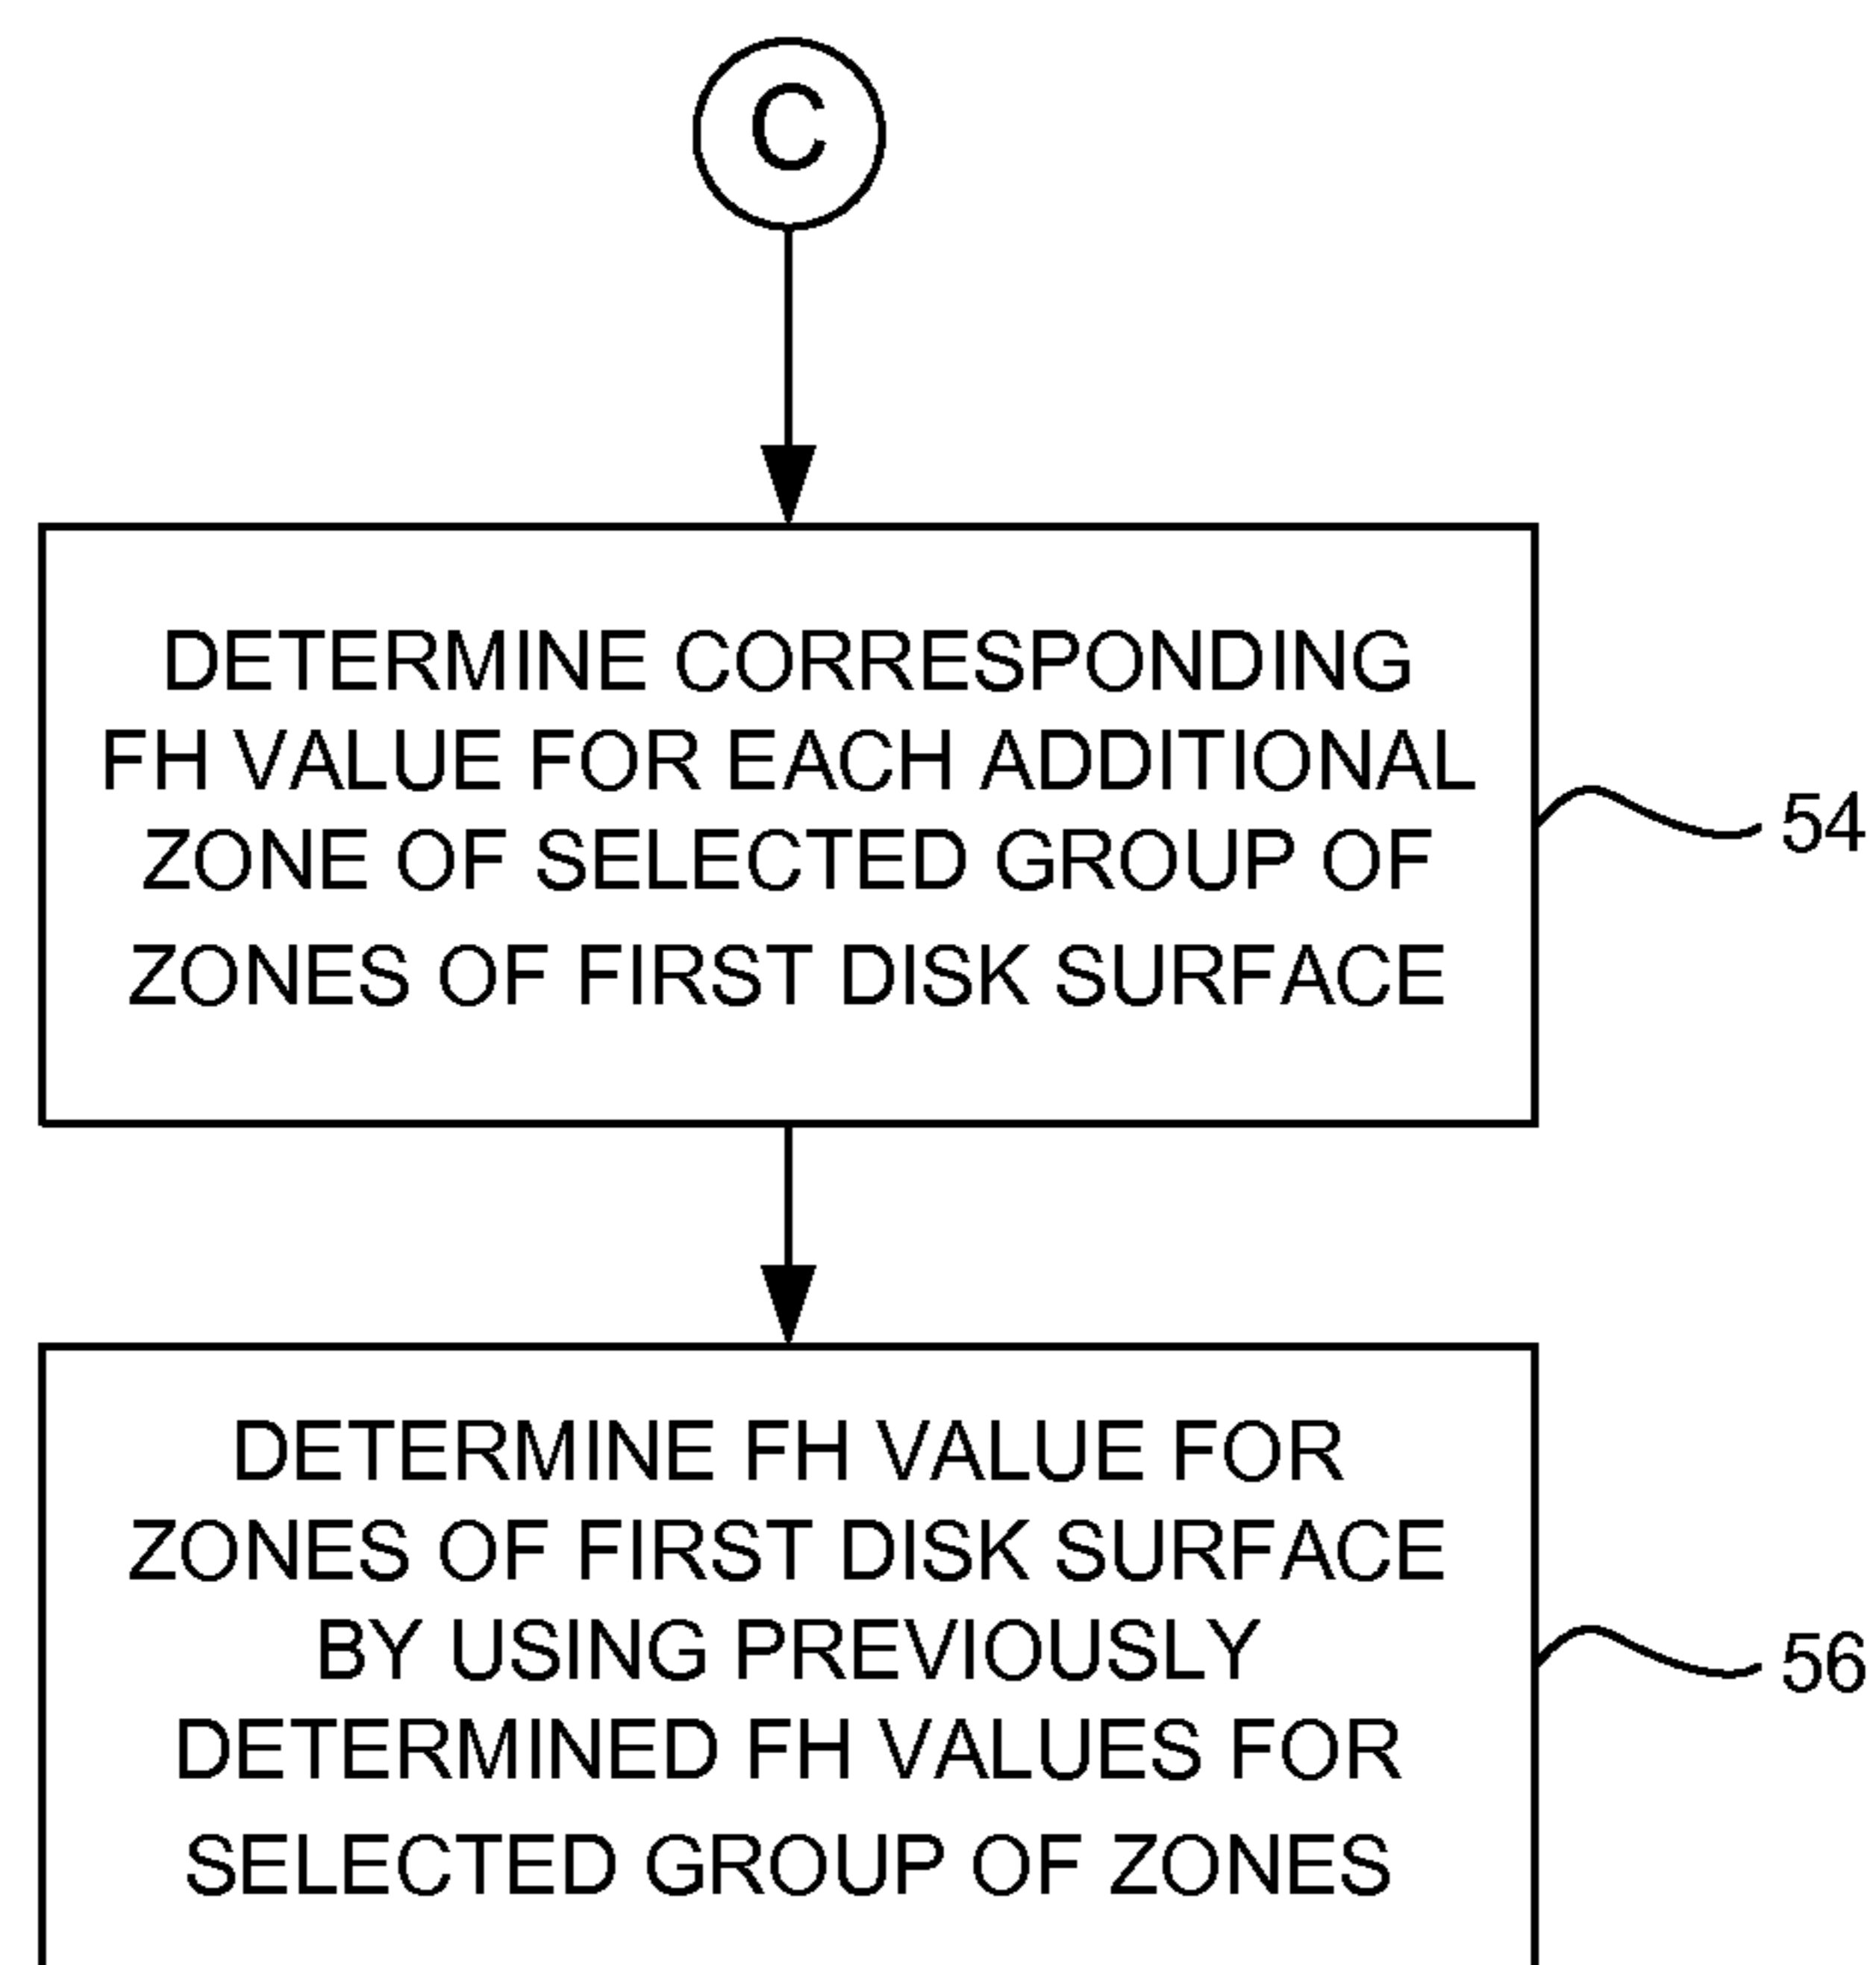 C
DETERMINE CORRESPONDING
FH VALUE FOR EACH ADDITIONAL
ZONE OF SELECTED GROUP OF
ZONES OF FIRST DISK SURFACE
54
DETERMINE FH VALUE FOR
ZONES OF FIRST DISK SURFACE
BY USING PREVIOUSLY
DETERMINED FH VALUES FOR
SELECTED GROUP OF ZONES
56